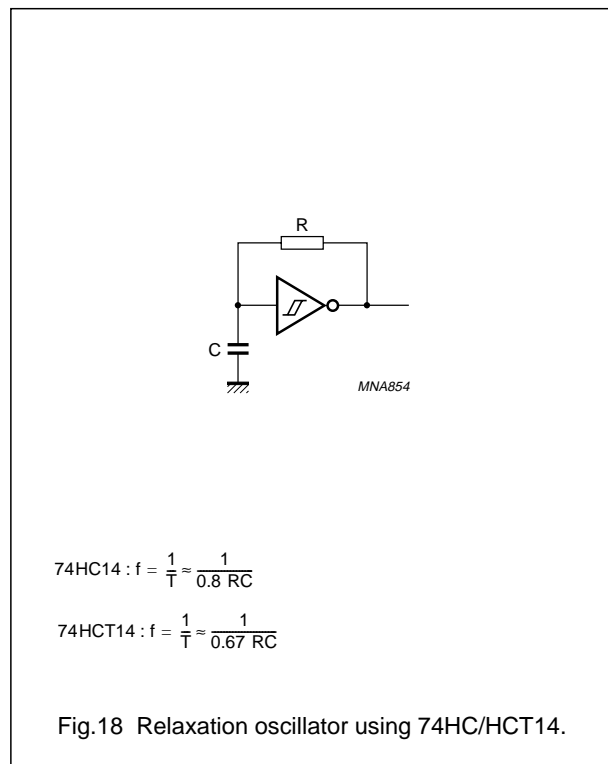 R
C
MNA854
74HC14 : f = 1/T ≈ 1/0.8 RC
74HCT14 : f = 1/T ≈ 1/0.67 RC
Fig.18 Relaxation oscillator using 74HC/HCT14.